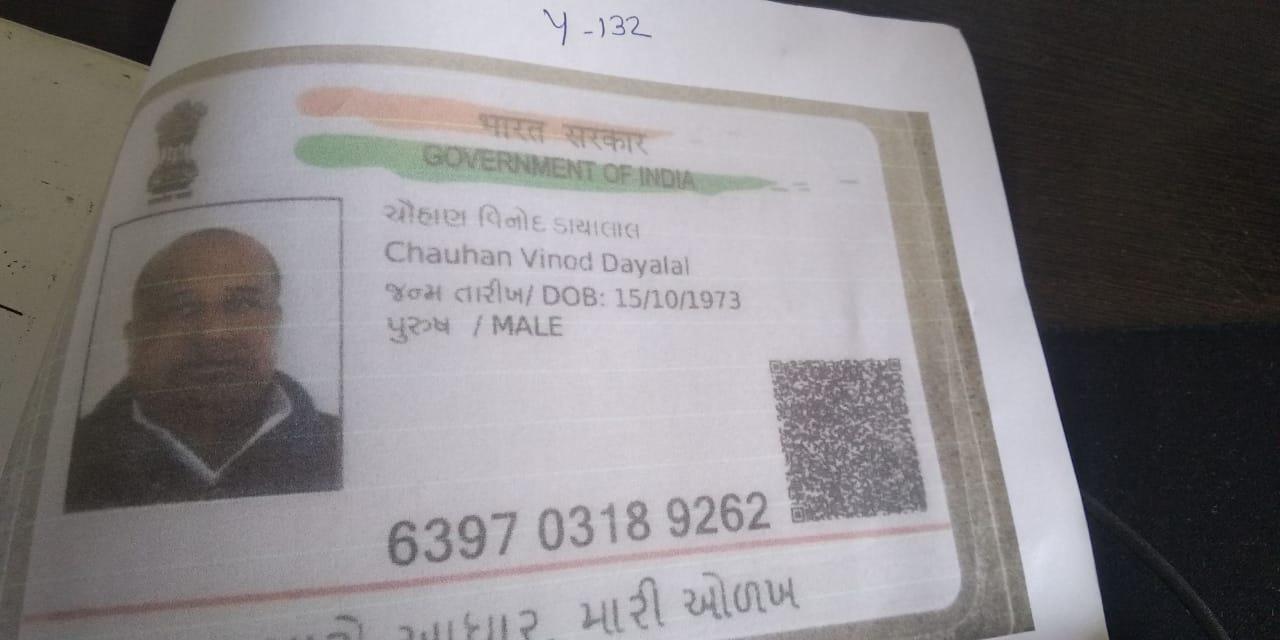 Y-132
भारत सरकार
GOVERNMENT OF INDIA
ચૌહાણ વિનોદ ડાયાલાલ
Chauhan Vinod Dayalal
જન્મ તારીખ/ DOB: 15/10/1973
પુરુષ / MALE
6397 0318 9262
આધાર, મારી ઓળખ